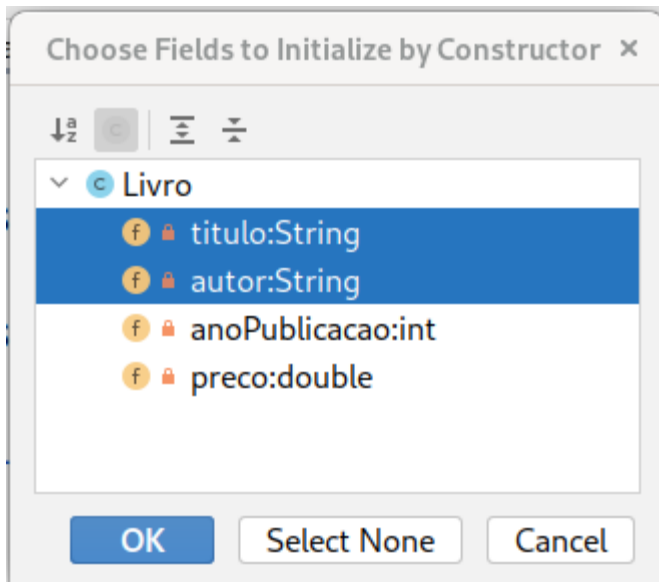 Choose Fields to Initialize by Constructor ×
Livro
titulo:String
autor:String
anoPublicacao:int
preco:double
OK Select None Cancel